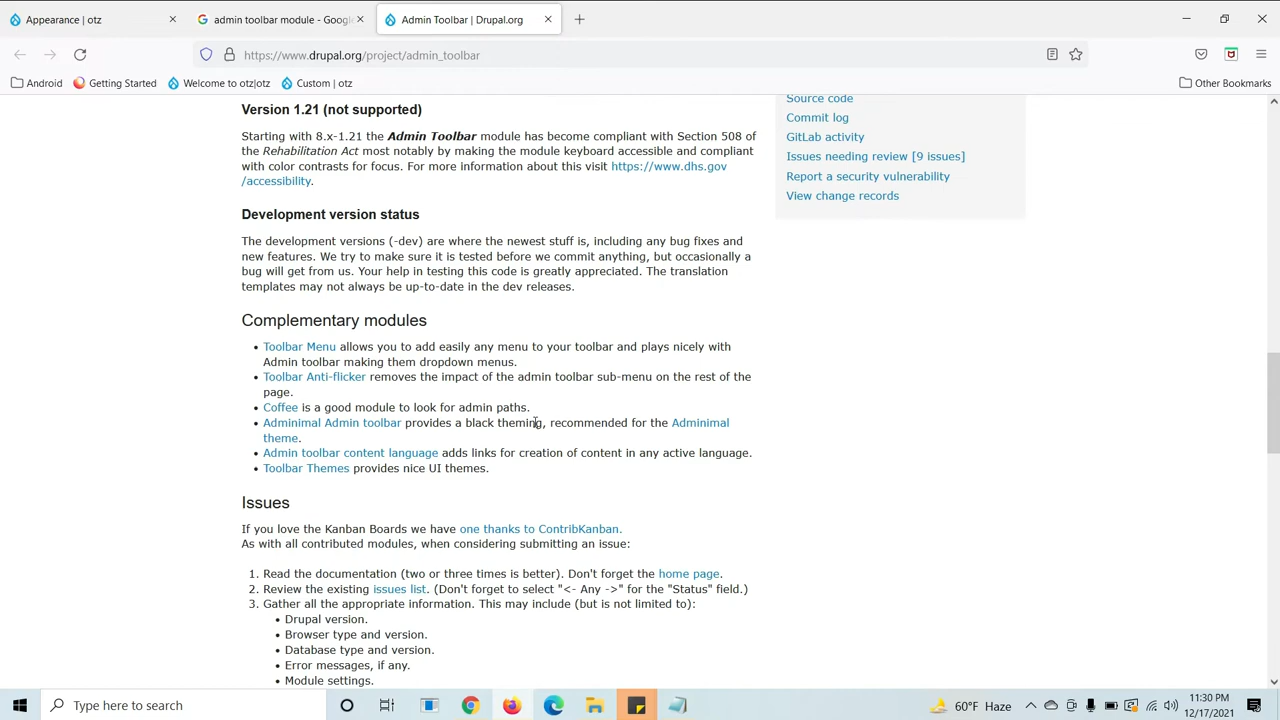 Appearance | otz
admin toolbar module - Google
Admin Toolbar | Drupal.org
https://www.drupal.org/project/admin_toolbar
Android
Getting Started
Welcome to otz|otz
Custom | otz
Other Bookmarks
Version 1.21 (not supported)
Starting with 8.x-1.21 the Admin Toolbar module has become compliant with Section 508 of
the Rehabilitation Act most notably by making the module keyboard accessible and compliant
with color contrasts for focus. For more information about this visit https://www.dhs.gov
/accessibility.
Development version status
The development versions (-dev) are where the newest stuff is, including any bug fixes and
new features. We try to make sure it is tested before we commit anything, but occasionally a
bug will get from us. Your help in testing this code is greatly appreciated. The translation
templates may not always be up-to-date in the dev releases.
Complementary modules
• Toolbar Menu allows you to add easily any menu to your toolbar and plays nicely with
Admin toolbar making them dropdown menus.
• Toolbar Anti-flicker removes the impact of the admin toolbar sub-menu on the rest of the
page.
• Coffee is a good module to look for admin paths.
• Adminimal Admin toolbar provides a black theming, recommended for the Adminimal
theme.
• Admin toolbar content language adds links for creation of content in any active language.
• Toolbar Themes provides nice UI themes.
Issues
If you love the Kanban Boards we have one thanks to ContribKanban.
As with all contributed modules, when considering submitting an issue:
1. Read the documentation (two or three times is better). Don't forget the home page.
2. Review the existing issues list. (Don't forget to select "<- Any ->" for the "Status" field.)
3. Gather all the appropriate information. This may include (but is not limited to):
• Drupal version.
• Browser type and version.
• Database type and version.
• Error messages, if any.
• Module settings.
Source code
Commit log
GitLab activity
Issues needing review [9 issues]
Report a security vulnerability
View change records
Type here to search
60°F Haze
11:30 PM
12/17/2021